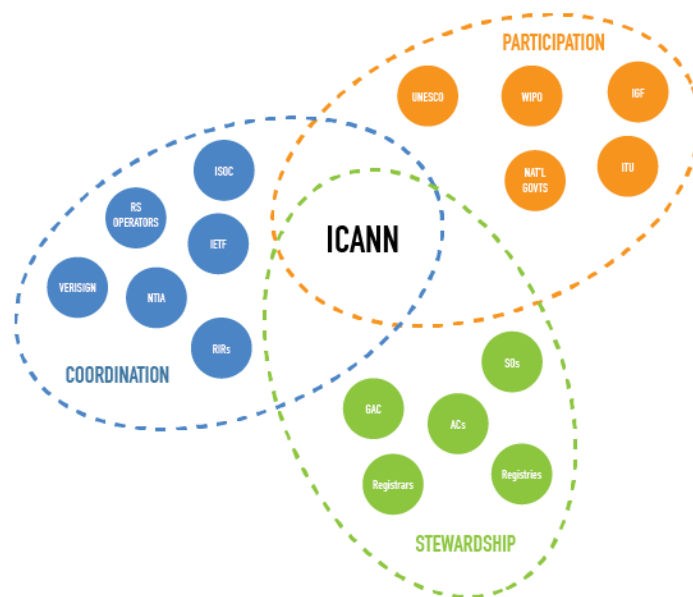 PARTICIPATION
UNESCO
WIPO
IGF
NAT'L
GOVTS
ITU
ISOC
RS
OPERATORS
IETF
VERISIGN
NTIA
RIRs
COORDINATION
ICANN
SOs
GAC
ACs
Registrars
Registries
STEWARDSHIP